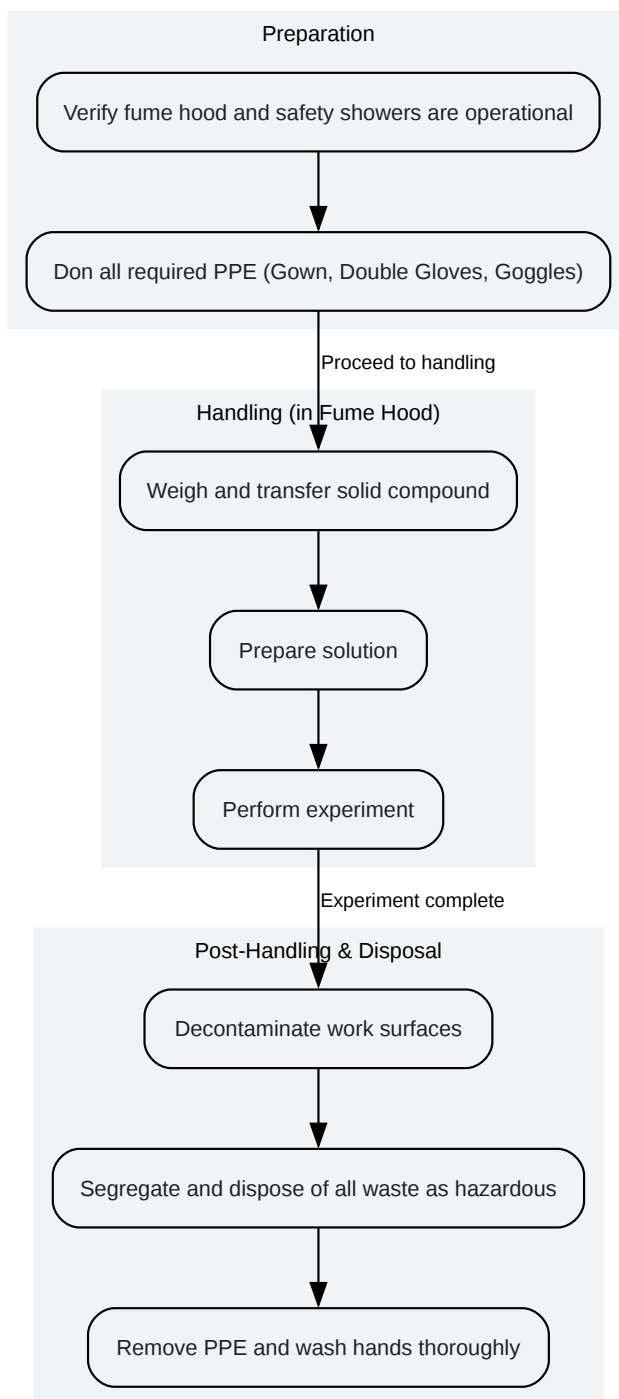 Preparation
Verify fume hood and safety showers are operational
Don all required PPE (Gown, Double Gloves, Goggles)
Proceed to handling
Handling (in Fume Hood)
Weigh and transfer solid compound
Prepare solution
Perform experiment
Experiment complete
Post-Handling & Disposal
Decontaminate work surfaces
Segregate and dispose of all waste as hazardous
Remove PPE and wash hands thoroughly